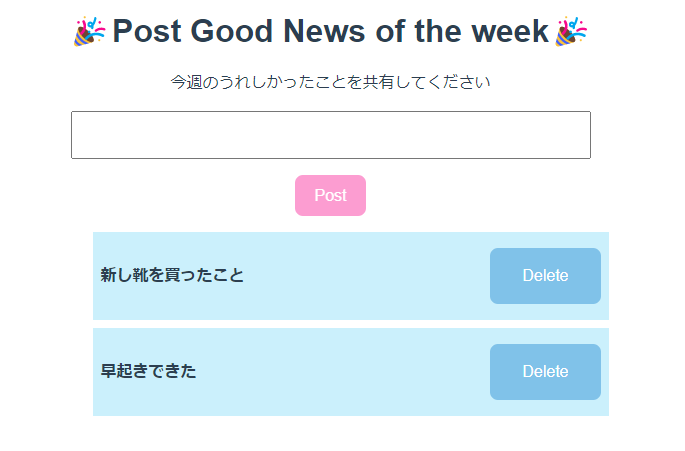 🎉Post Good News of the week🎉
今週のうれしかったことを共有してください
Post
新し靴を買ったこと
Delete
早起きできた
Delete